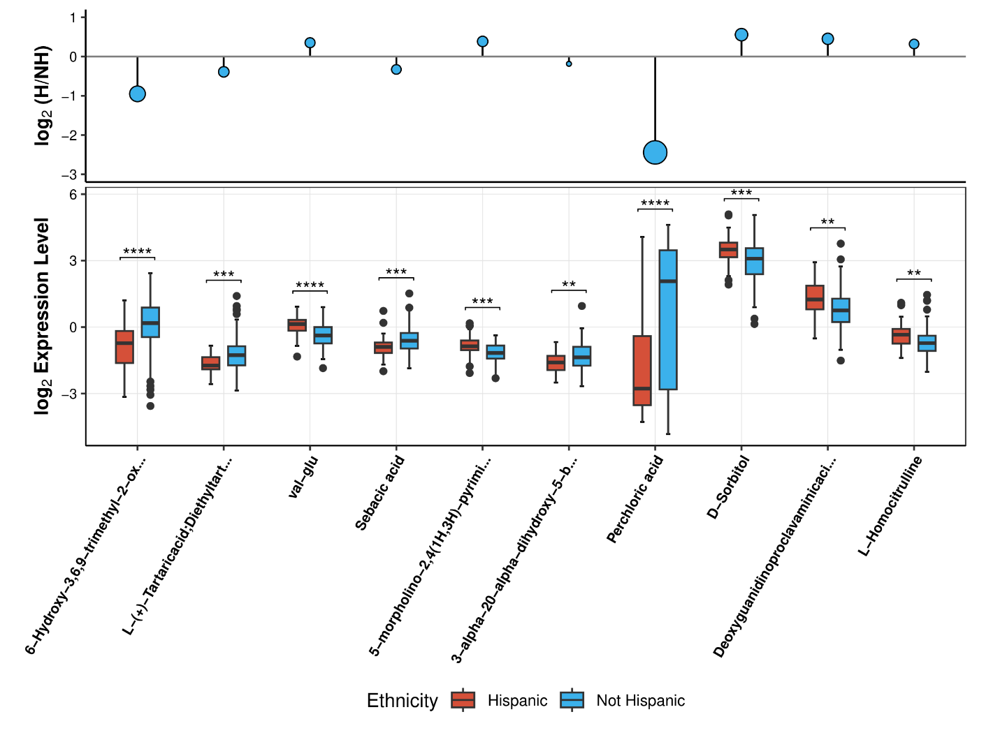 log2 (H/NH)
1
0
−1
−2
−3
log2 Expression Level
6
3
0
−3
****
***
****
***
***
**
****
***
**
**
6−Hydroxy−3,6,9−trimethyl−2−ox...
L−(+)−Tartaricacid;Diethyltart...
val−glu
Sebacic acid
5−morpholino−2,4(1H,3H)−pyrimi...
3−alpha−20−alpha−dihydroxy−5−b...
Perchloric acid
D−Sorbitol
Deoxyguanidinoproclavaminicaci...
L−Homocitrulline
Ethnicity Hispanic Not Hispanic